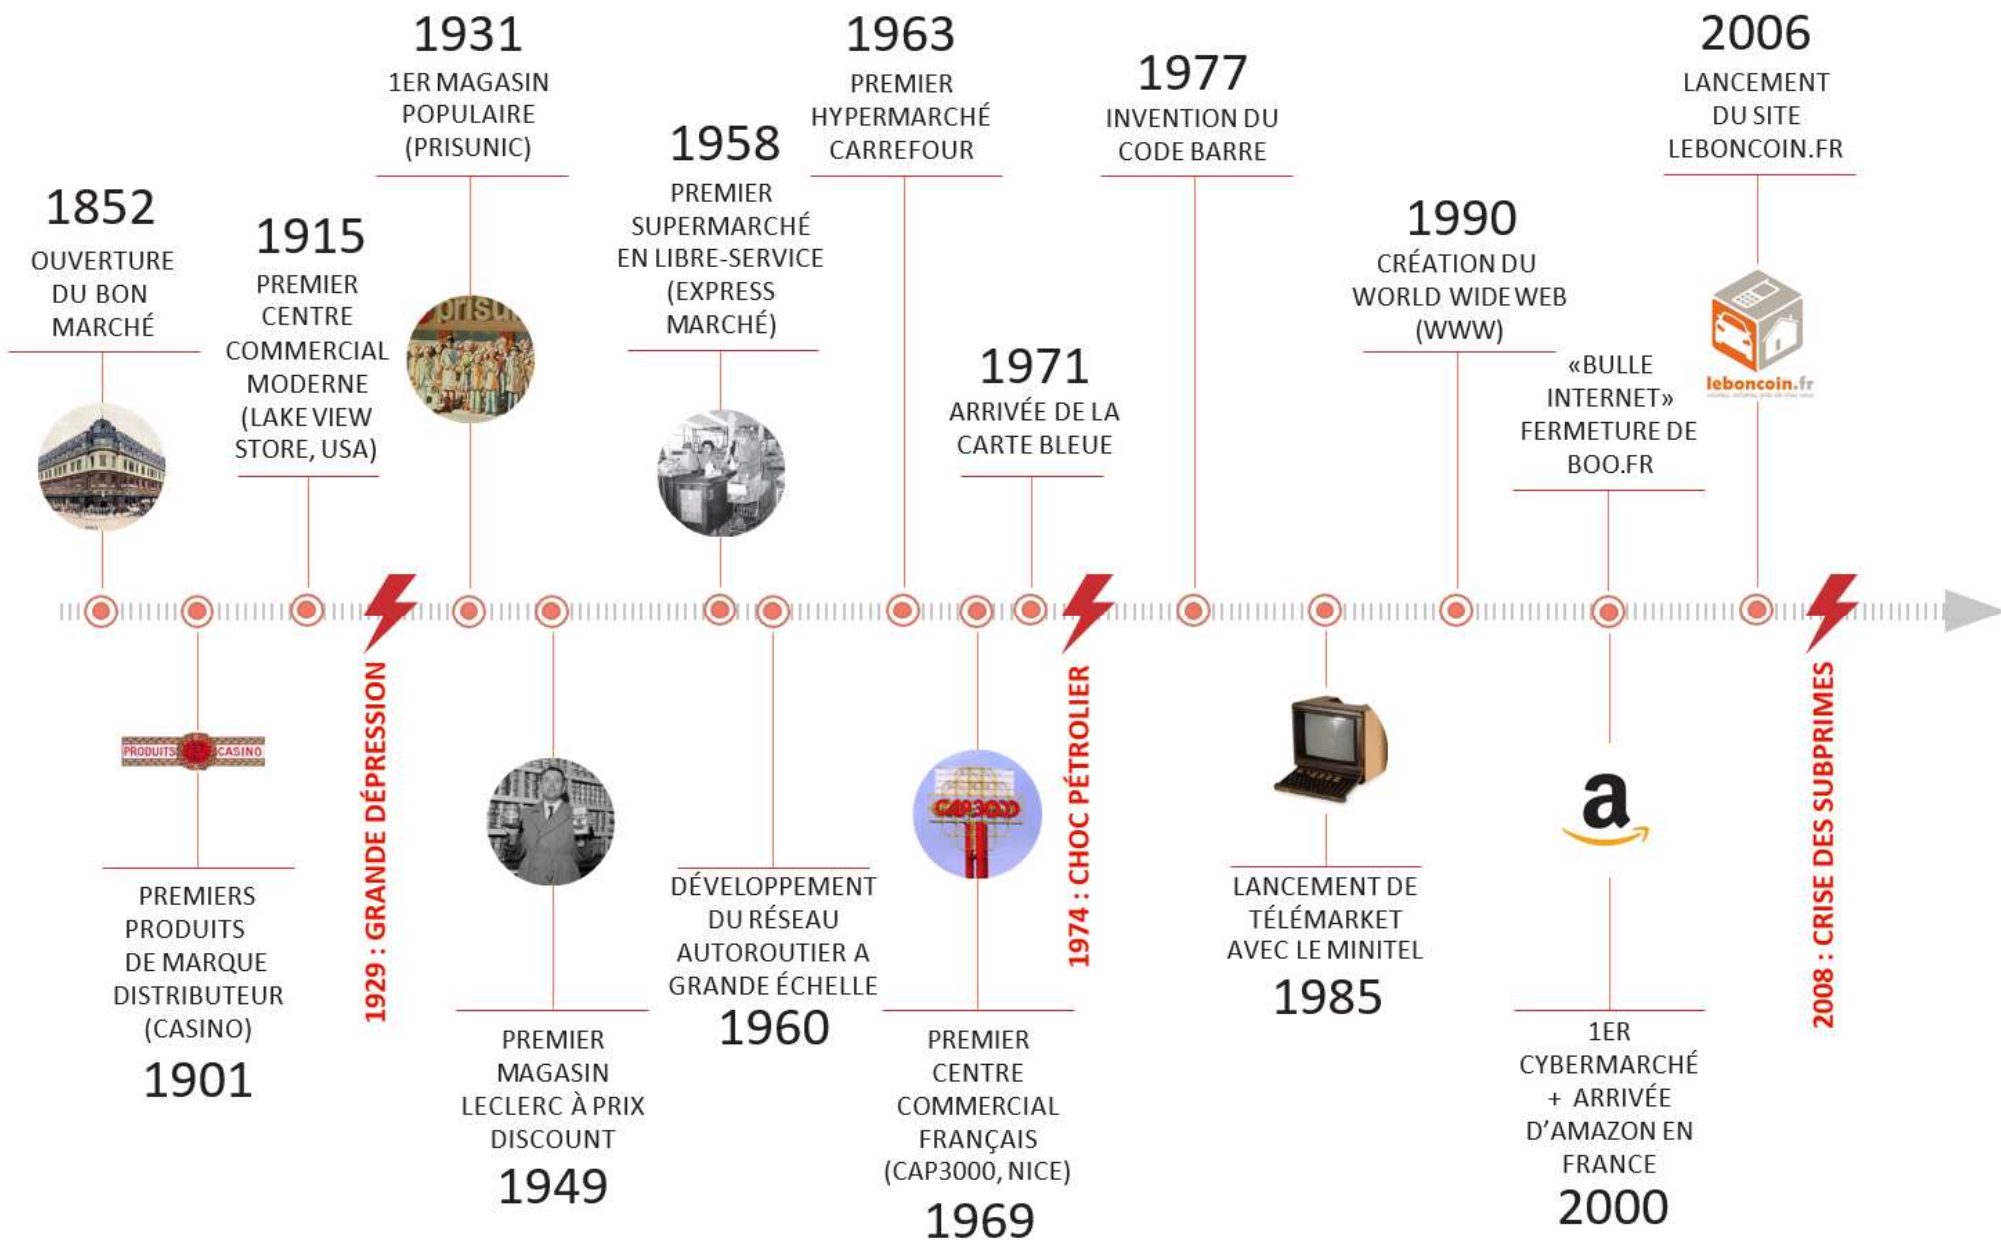 1852
OUVERTURE
DU BON
MARCHÉ
PREMIERS
PRODUITS
DE MARQUE
DISTRIBUTEUR
(CASINO)
1901
PRODUITS CASINO
1915
PREMIER
CENTRE
COMMERCIAL
MODERNE
(LAKE VIEW
STORE, USA)
1929 : GRANDE DÉPRESSION
1931
1ER MAGASIN
POPULAIRE
(PRISUNIC)
PREMIER
MAGASIN
LECLERC À PRIX
DISCOUNT
1949
1958
PREMIER
SUPERMARCHÉ
EN LIBRE-SERVICE
(EXPRESS
MARCHÉ)
DÉVELOPPEMENT
DU RÉSEAU
AUTOROUTIER A
GRANDE ÉCHELLE
1960
1963
PREMIER
HYPERMARCHÉ
CARREFOUR
CAP3000
PREMIER
CENTRE
COMMERCIAL
FRANÇAIS
(CAP3000, NICE)
1969
1971
ARRIVÉE DE LA
CARTE BLEUE
1974 : CHOC PÉTROLIER
1977
INVENTION DU
CODE BARRE
LANCEMENT DE
TÉLÉMARKET
AVEC LE MINITEL
1985
1990
CRÉATION DU
WORLD WIDE WEB
(WWW)
«BULLE
INTERNET»
FERMETURE DE
BOO.FR
a
1ER
CYBERMARCHÉ
+ ARRIVÉE
D'AMAZON EN
FRANCE
2000
2006
LANCEMENT
DU SITE
LEBONCOIN.FR
leboncoin.fr
2008 : CRISE DES SUBPRIMES